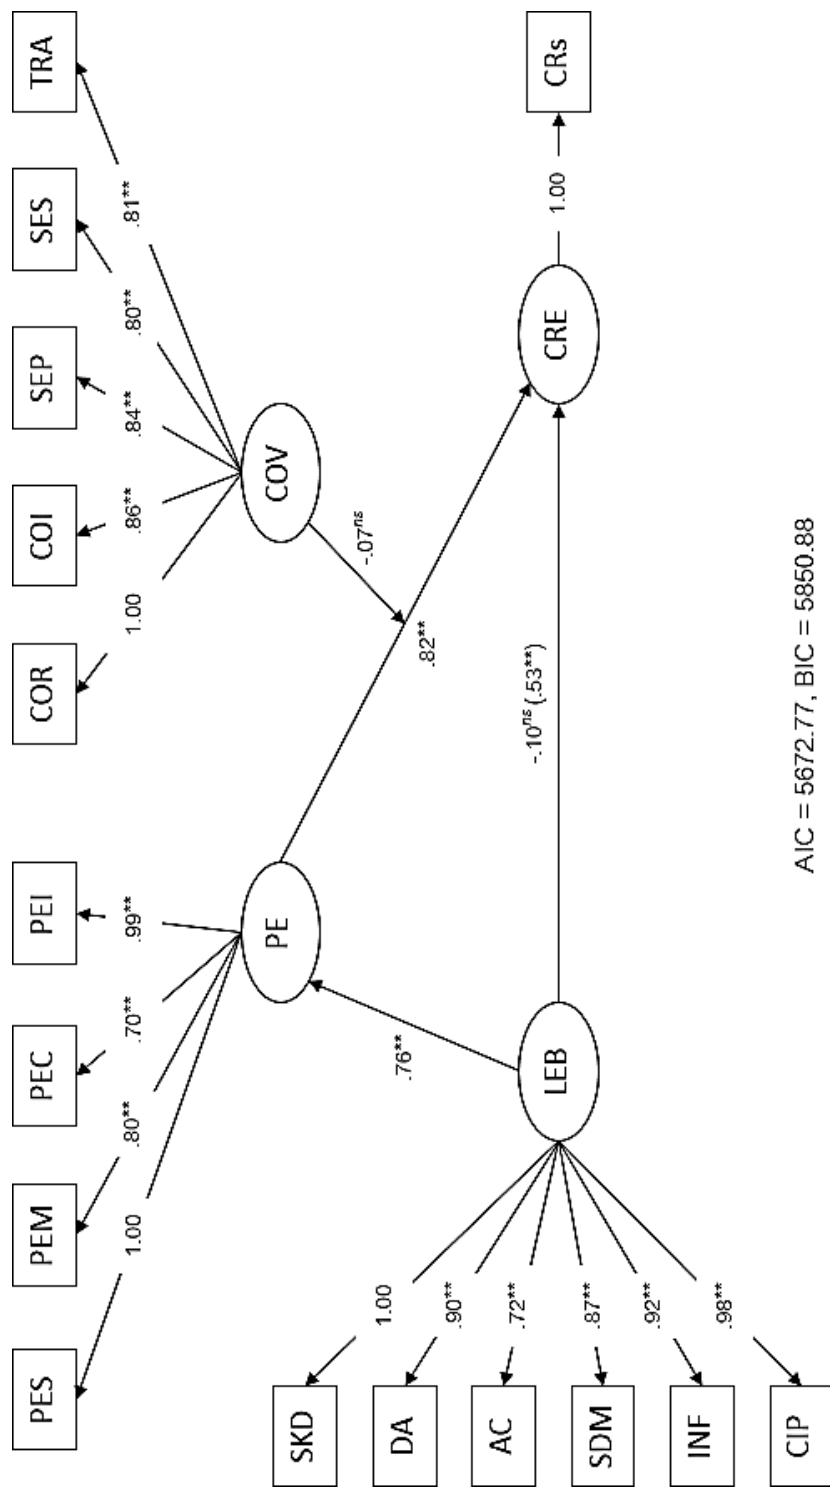 PES
PEM
PEC
PEI
COR
COI
SEP
SES
TRA
1.00
.80**
.70**
.99**
1.00
.86**
.84**
.80**
.81**
PE
COV
-.07ns
.76**
.82**
SKD
DA
AC
SDM
INF
CIP
1.00
.90**
.72**
.87**
.92**
.98**
LEB
-.10ns (.53**)
CRE
1.00
CRs
AIC = 5672.77, BIC = 5850.88